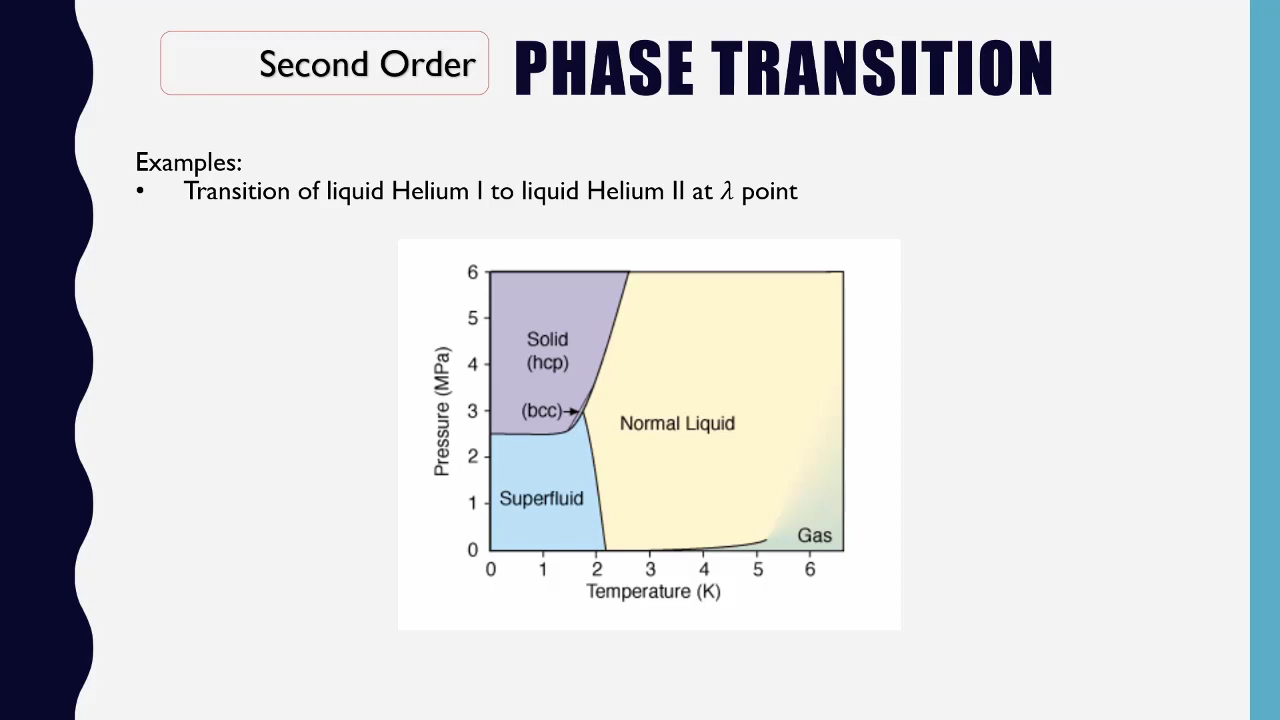 Second Order PHASE TRANSITION
Examples:
• Transition of liquid Helium I to liquid Helium II at λ point
6
5
4
3
2
1
0
Pressure (MPa)
Solid
(hcp)
(bcc)
Normal Liquid
Superfluid
Gas
0 1 2 3 4 5 6
Temperature (K)